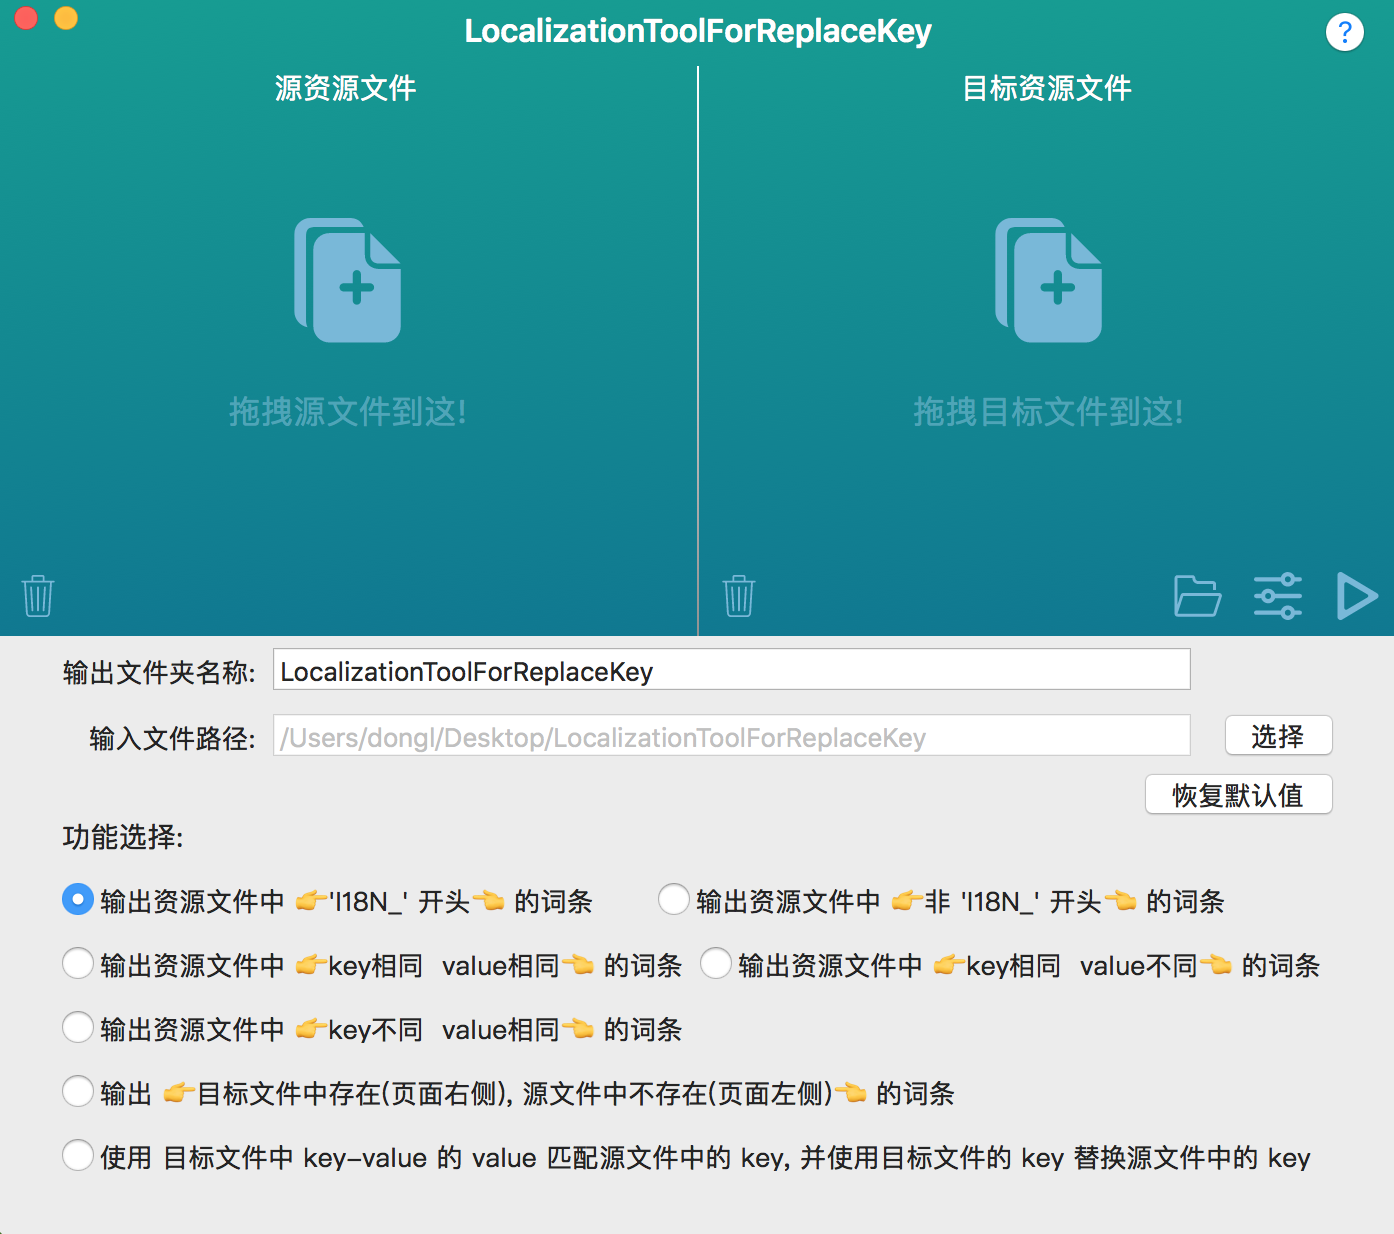 LocalizationToolForReplaceKey
?
源资源文件
目标资源文件
拖拽源文件到这!
拖拽目标文件到这!
输出文件夹名称: LocalizationToolForReplaceKey
输入文件路径: /Users/dongl/Desktop/LocalizationToolForReplaceKey 选择
恢复默认值
功能选择:
输出资源文件中 👉'I18N_' 开头👈 的词条 输出资源文件中 👉非 'I18N_' 开头👈 的词条
输出资源文件中 👉key相同 value相同👈 的词条 输出资源文件中 👉key相同 value不同👈 的词条
输出资源文件中 👉key不同 value相同👈 的词条
输出 👉目标文件中存在(页面右侧), 源文件中不存在(页面左侧)👈 的词条
使用 目标文件中 key-value 的 value 匹配源文件中的 key, 并使用目标文件的 key 替换源文件中的 key